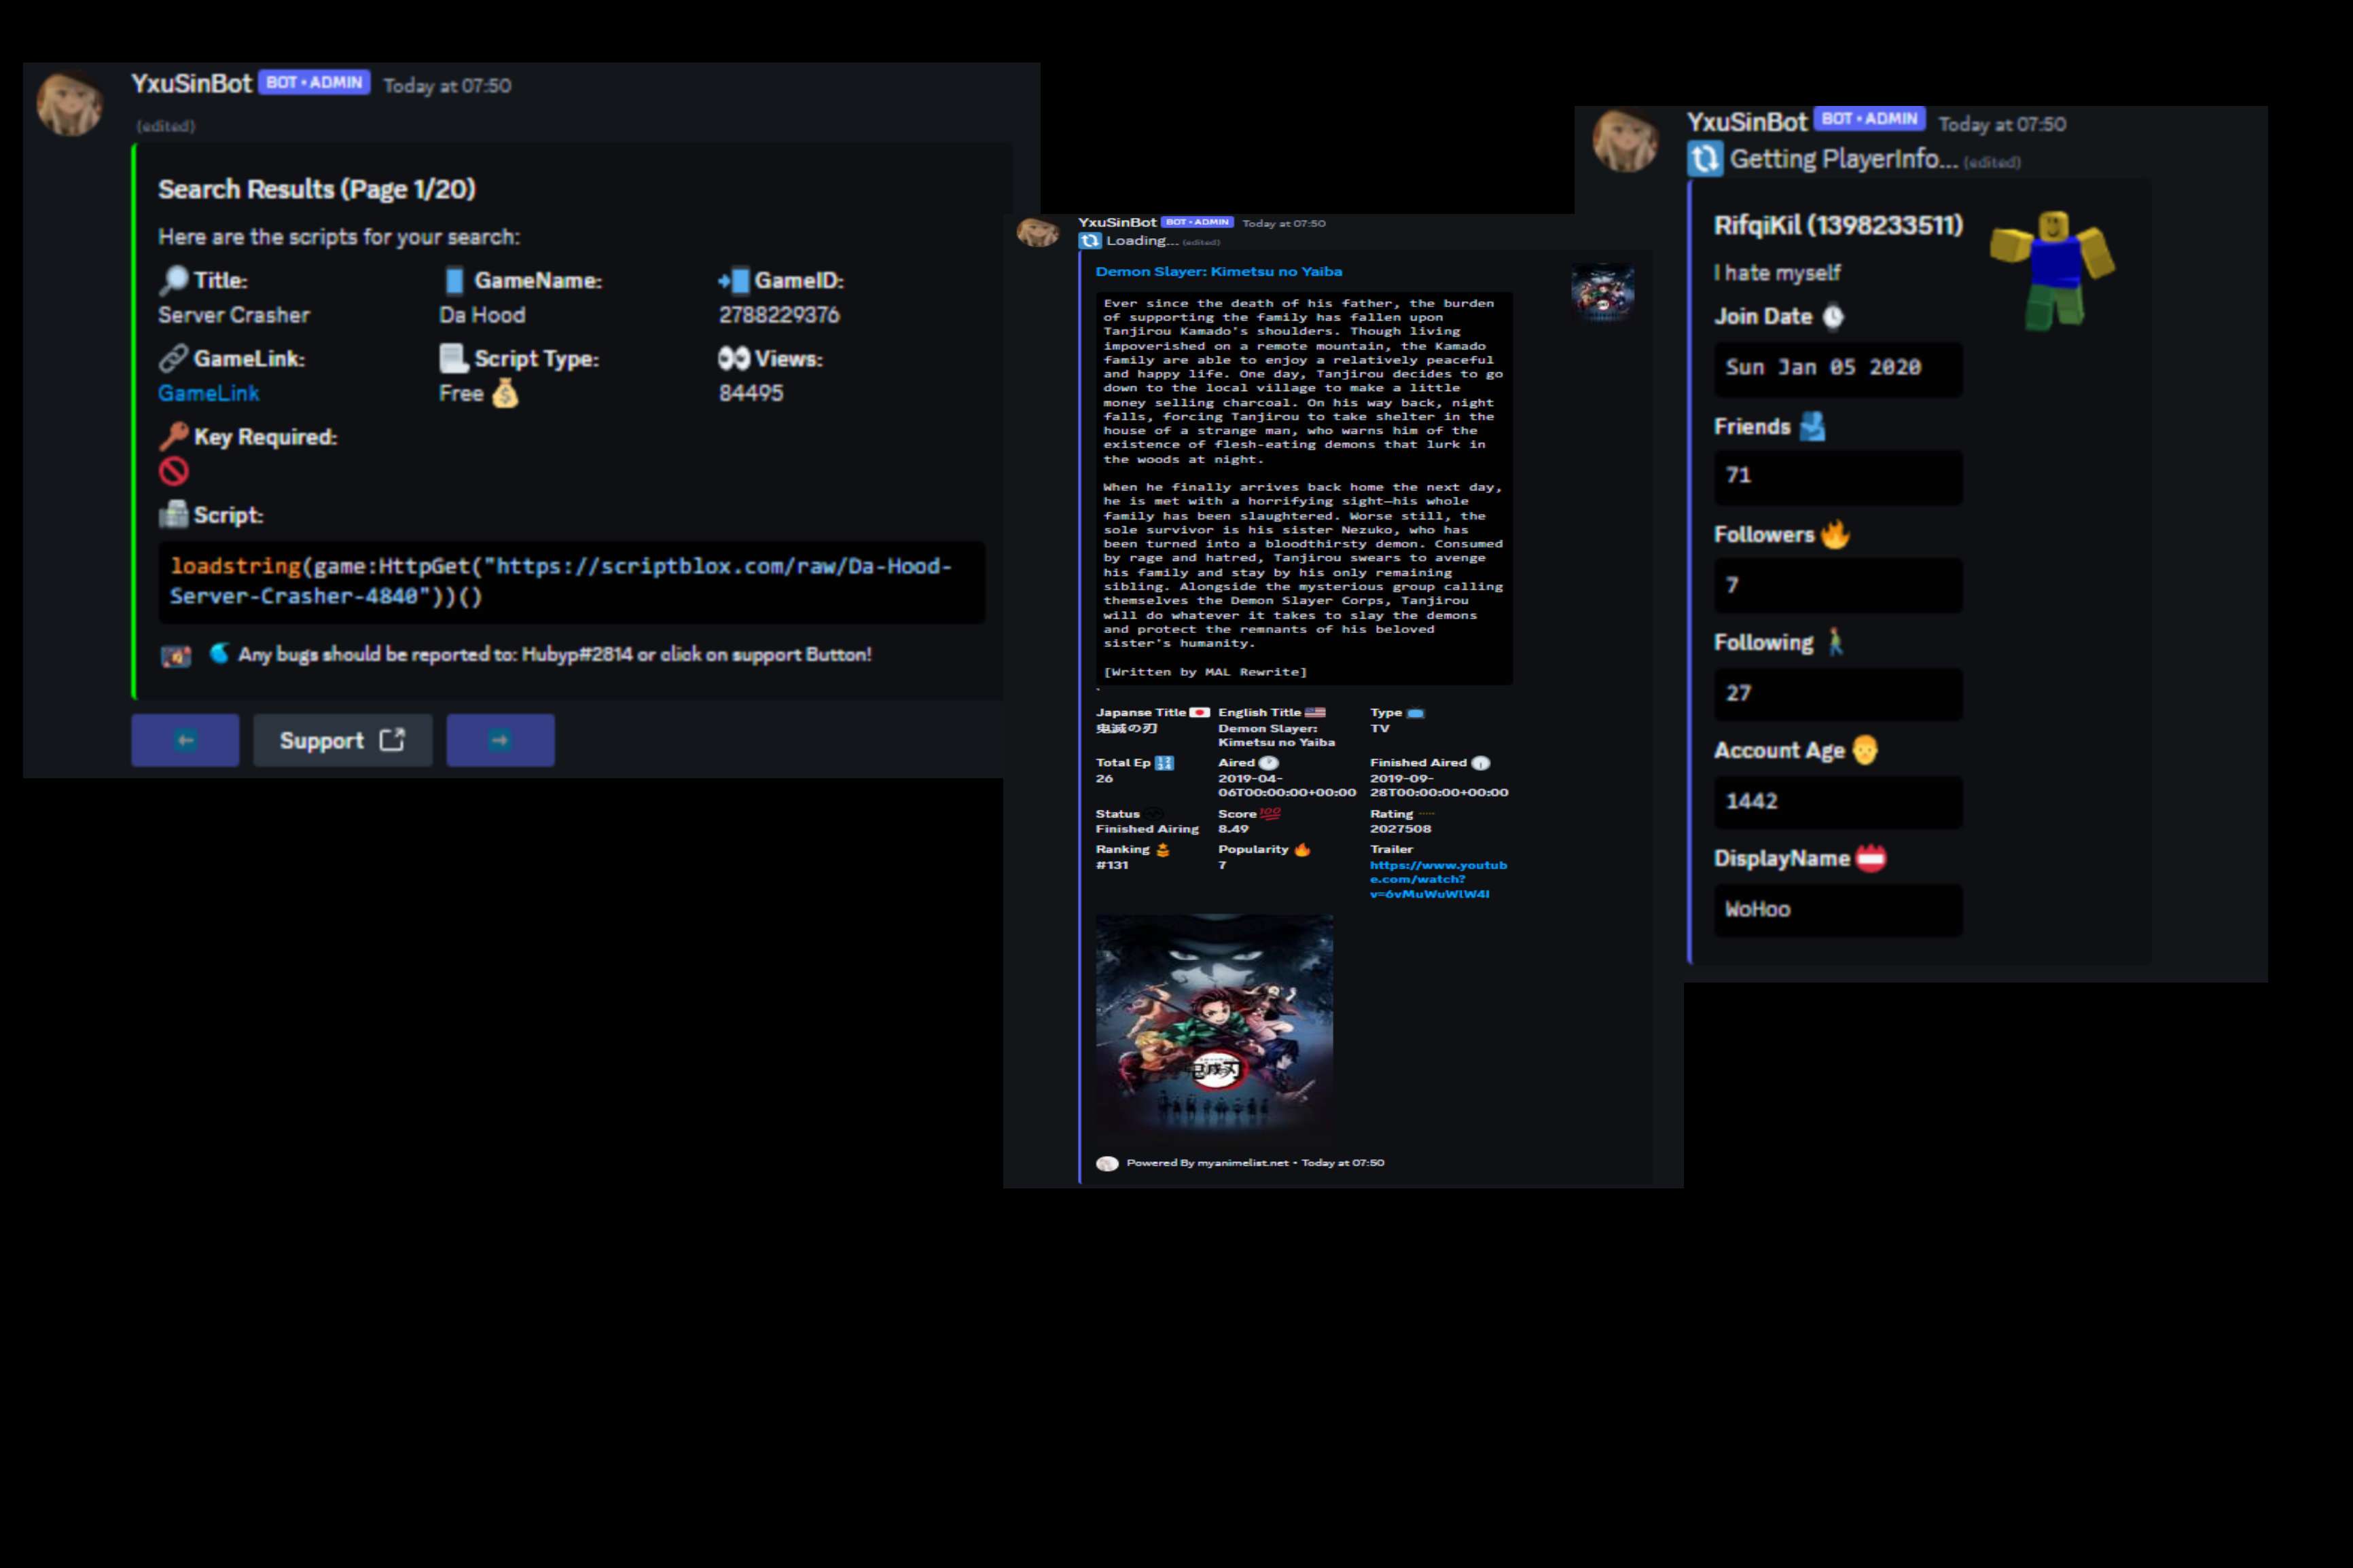 YxuSinBot BOT • ADMIN Today at 07:50
(edited)
Search Results (Page 1/20)
Here are the scripts for your search:
Title: GameName: GameID:
Server Crasher Da Hood 2788229376
GameLink: Script Type: Views:
GameLink Free 84495
Key Required:
Script:
loadstring(game:HttpGet("https://scriptblox.com/raw/Da-Hood-
Server-Crasher-4840"))()
Any bugs should be reported to: Hubyp#2814 or click on support Button!
Support
YxuSinBot BOT • ADMIN Today at 07:50
Loading... (edited)
Demon Slayer: Kimetsu no Yaiba
Ever since the death of his father, the burden
of supporting the family has fallen upon
Tanjirou Kamado's shoulders. Though living
impoverished on a remote mountain, the Kamado
family are able to enjoy a relatively peaceful
and happy life. One day, Tanjirou decides to go
down to the local village to make a little
money selling charcoal. On his way back, night
falls, forcing Tanjirou to take shelter in the
house of a strange man, who warns him of the
existence of flesh-eating demons that lurk in
the woods at night.
When he finally arrives back home the next day,
he is met with a horrifying sight—his whole
family has been slaughtered. Worse still, the
sole survivor is his sister Nezuko, who has
been turned into a bloodthirsty demon. Consumed
by rage and hatred, Tanjirou swears to avenge
his family and stay by his only remaining
sibling. Alongside the mysterious group calling
themselves the Demon Slayer Corps, Tanjirou
will do whatever it takes to slay the demons
and protect the remnants of his beloved
sister's humanity.
[Written by MAL Rewrite]
`
Japanse Title English Title Type
鬼滅の刃 Demon Slayer: TV
Kimetsu no Yaiba
Total Ep Aired Finished Aired
26 2019-04- 2019-09-
06T00:00:00+00:00 28T00:00:00+00:00
Status Score Rating
Finished Airing 8.49 2027508
Ranking Popularity Trailer
#131 7 https://www.youtub
e.com/watch?
v=6vMuWuWlW4I
鬼滅刃
Powered By myanimelist.net • Today at 07:50
YxuSinBot BOT • ADMIN Today at 07:50
Getting PlayerInfo... (edited)
RifqiKil (1398233511)
I hate myself
Join Date
Sun Jan 05 2020
Friends
71
Followers
7
Following
27
Account Age
1442
DisplayName
WoHoo